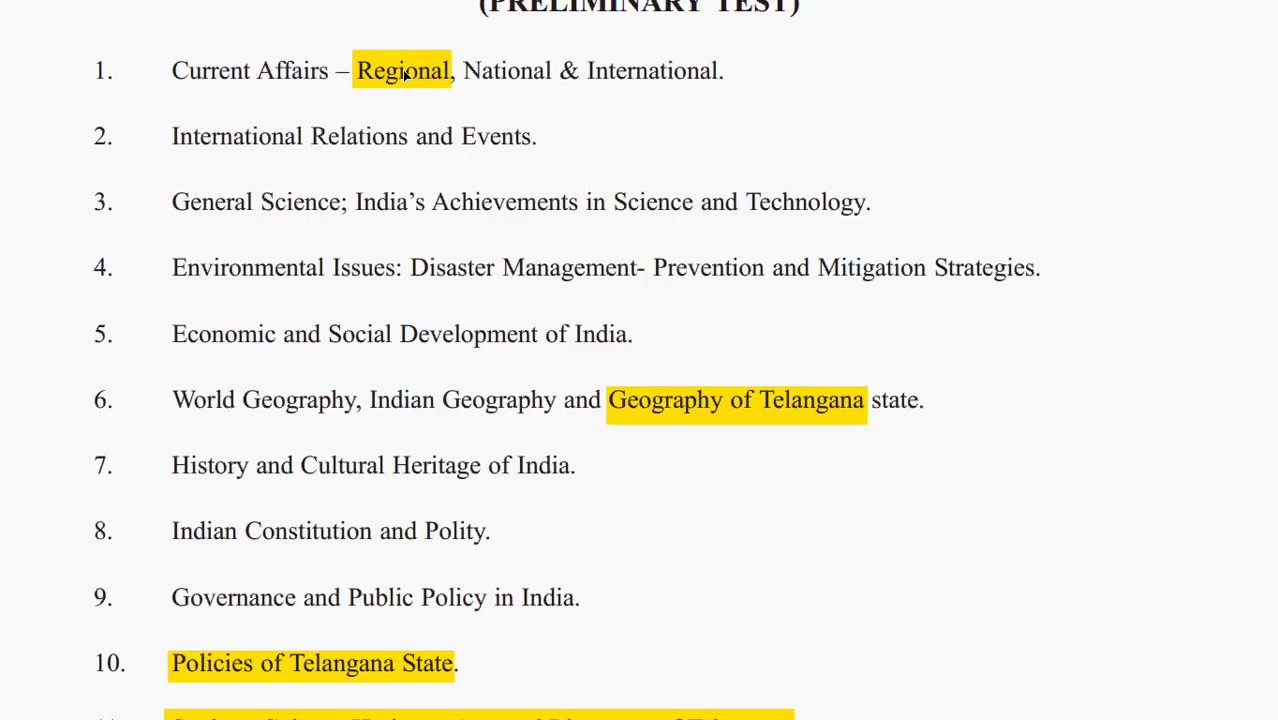 (PRELIMINARY TEST)
1. Current Affairs – Regional, National & International.
2. International Relations and Events.
3. General Science; India’s Achievements in Science and Technology.
4. Environmental Issues: Disaster Management- Prevention and Mitigation Strategies.
5. Economic and Social Development of India.
6. World Geography, Indian Geography and Geography of Telangana state.
7. History and Cultural Heritage of India.
8. Indian Constitution and Polity.
9. Governance and Public Policy in India.
10. Policies of Telangana State.